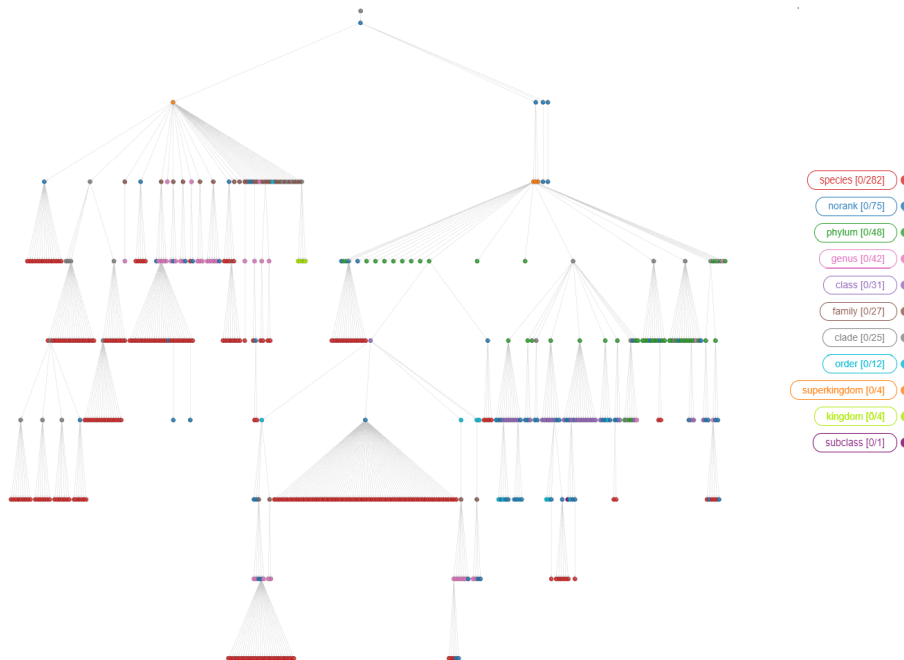 species [0/282]
norank [0/75]
phylum [0/48]
genus [0/42]
class [0/31]
family [0/27]
clade [0/25]
order [0/12]
superkingdom [0/4]
kingdom [0/4]
subclass [0/1]